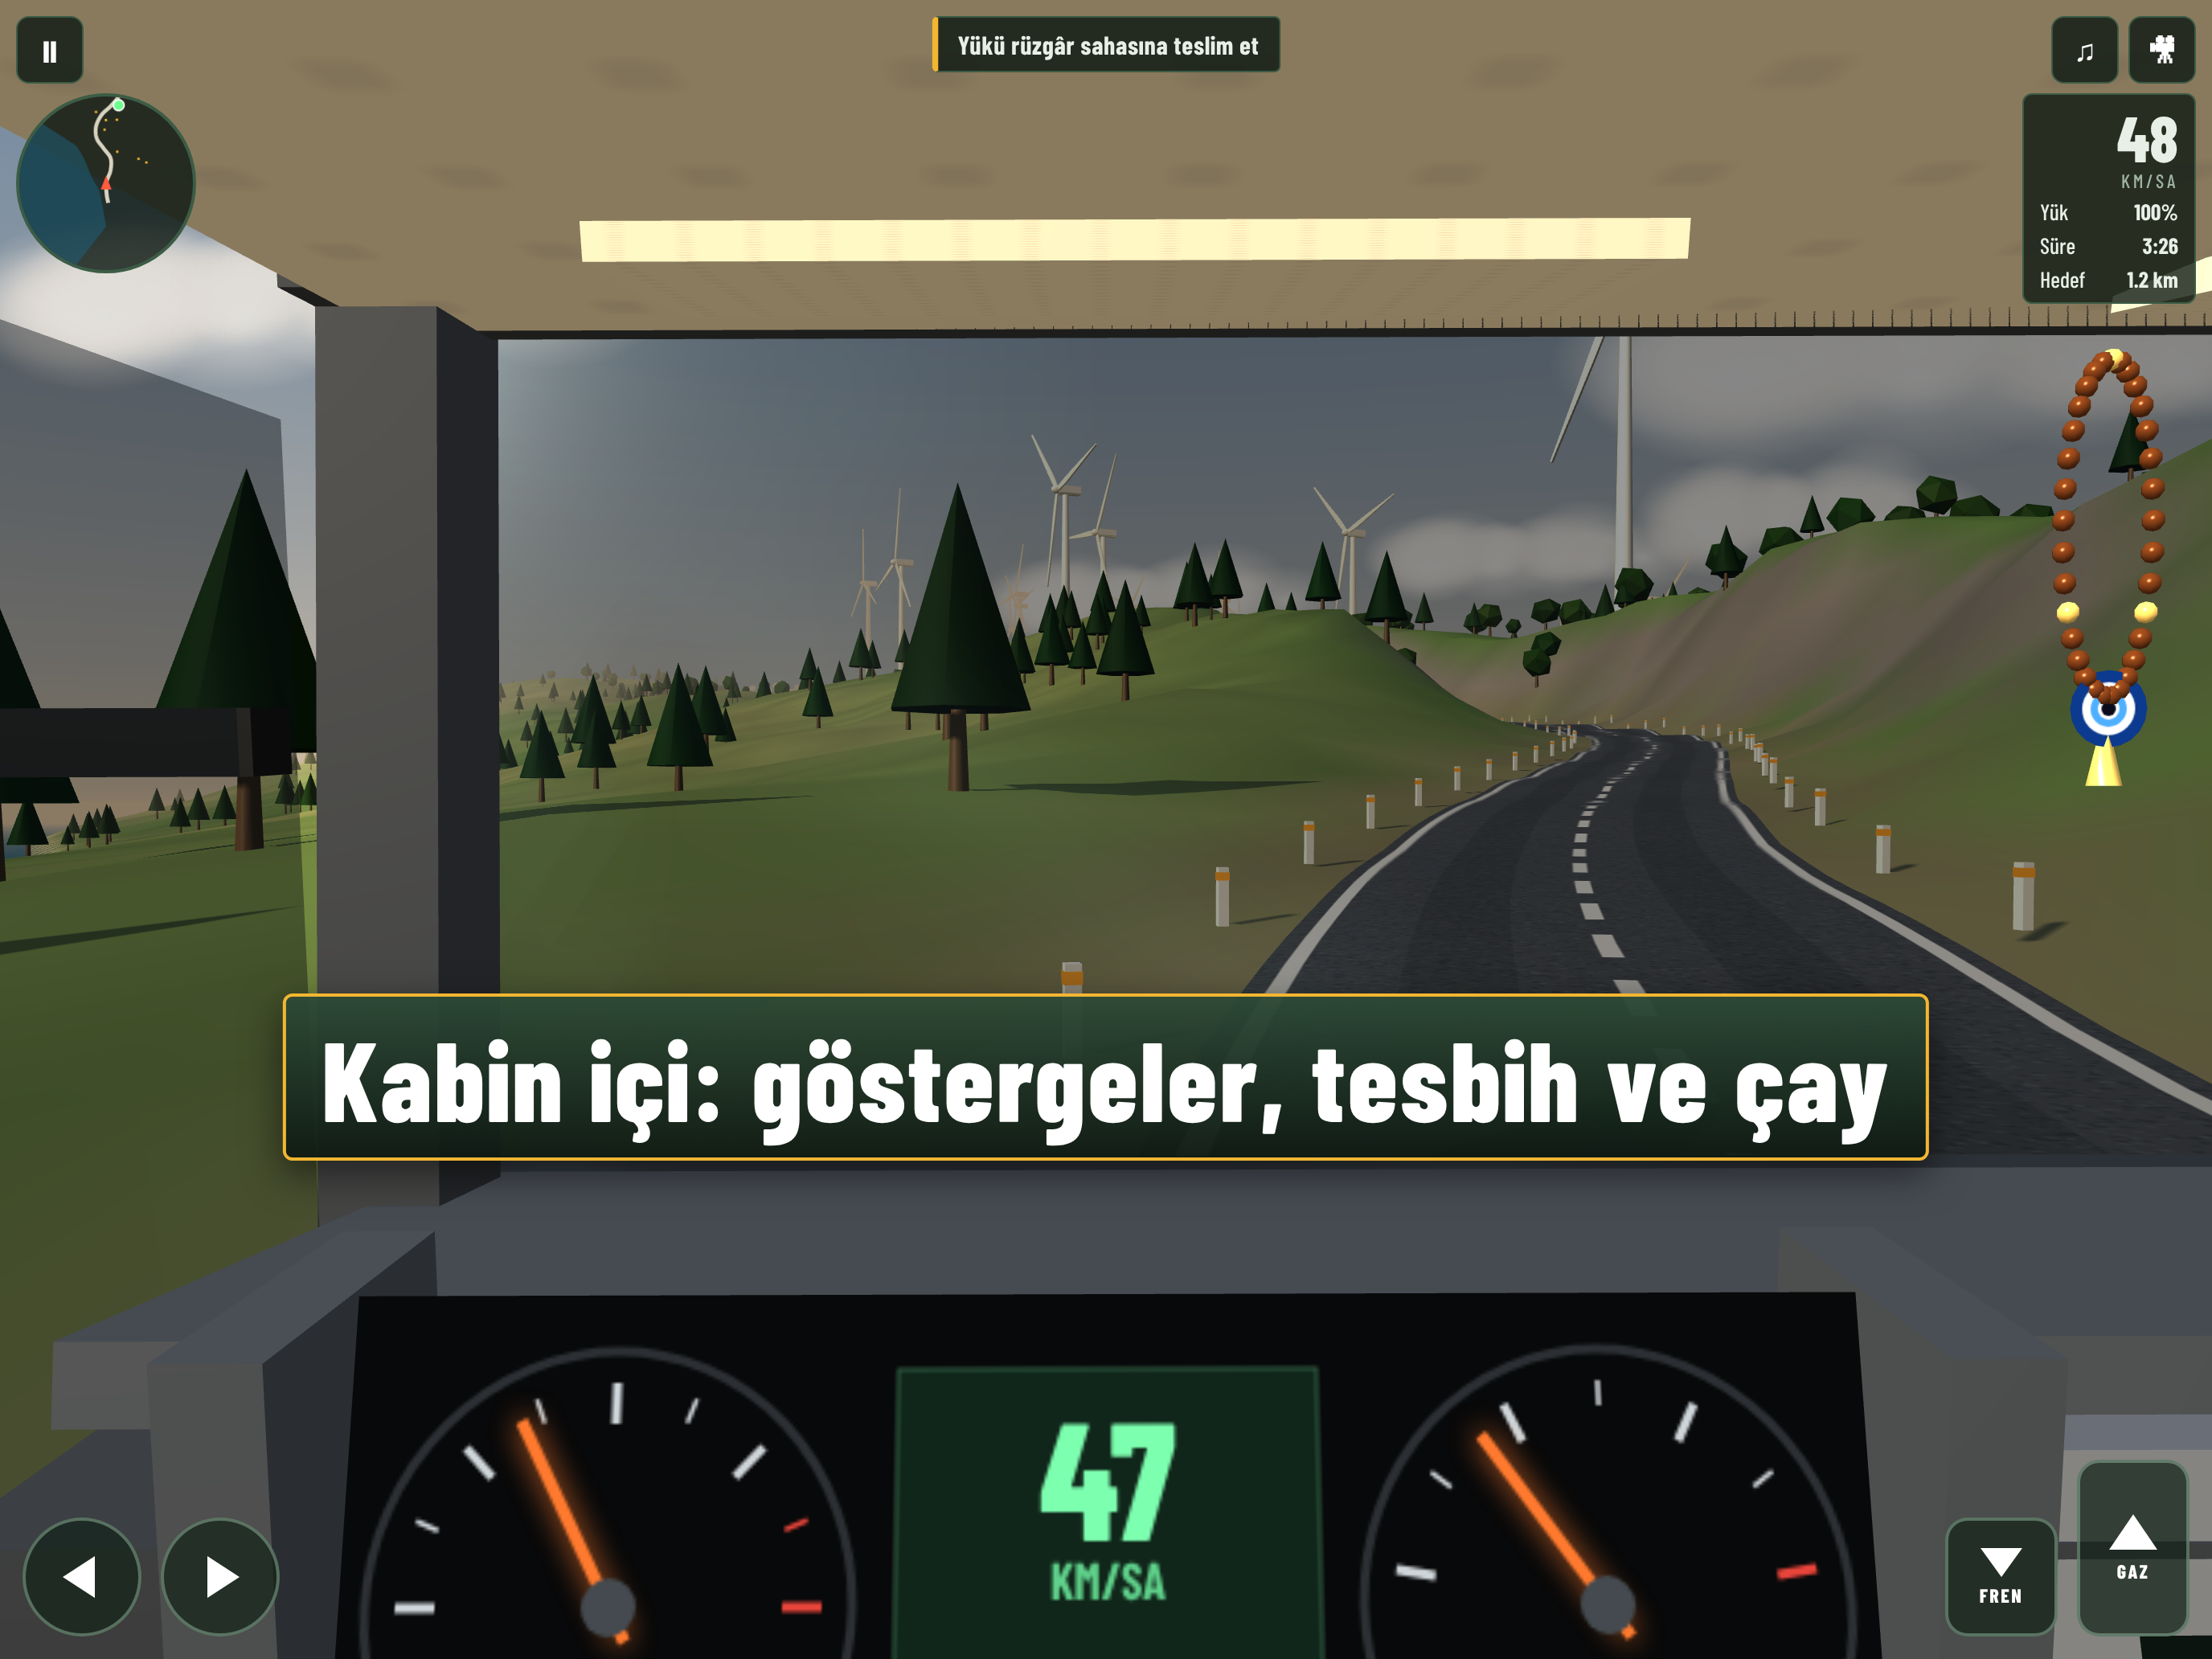 Yükü rüzgâr sahasına teslim et
48
KM/SA
Yük 100%
Süre 3:26
Hedef 1.2 km
Kabin içi: göstergeler, tesbih ve çay
47
KM/SA
FREN
GAZ